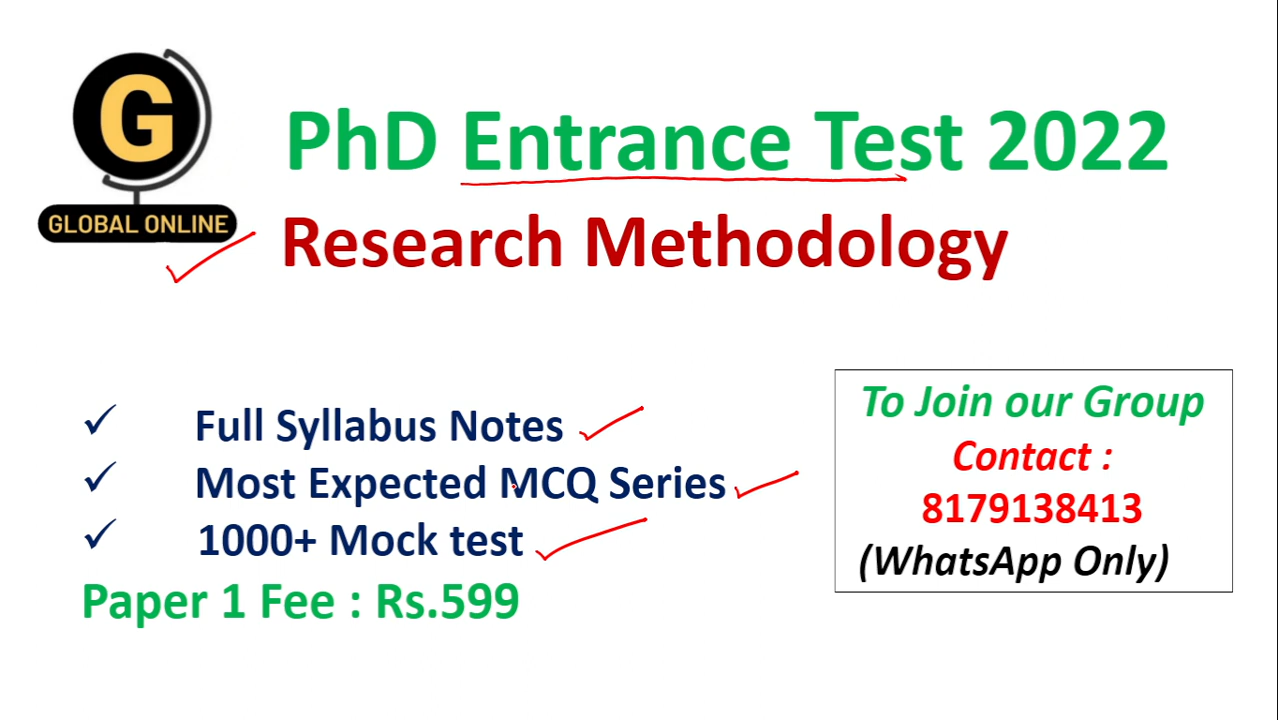 G
GLOBAL ONLINE
PhD Entrance Test 2022
Research Methodology
✓ Full Syllabus Notes
✓ Most Expected MCQ Series
✓ 1000+ Mock test
Paper 1 Fee : Rs.599
To Join our Group
Contact :
8179138413
(WhatsApp Only)